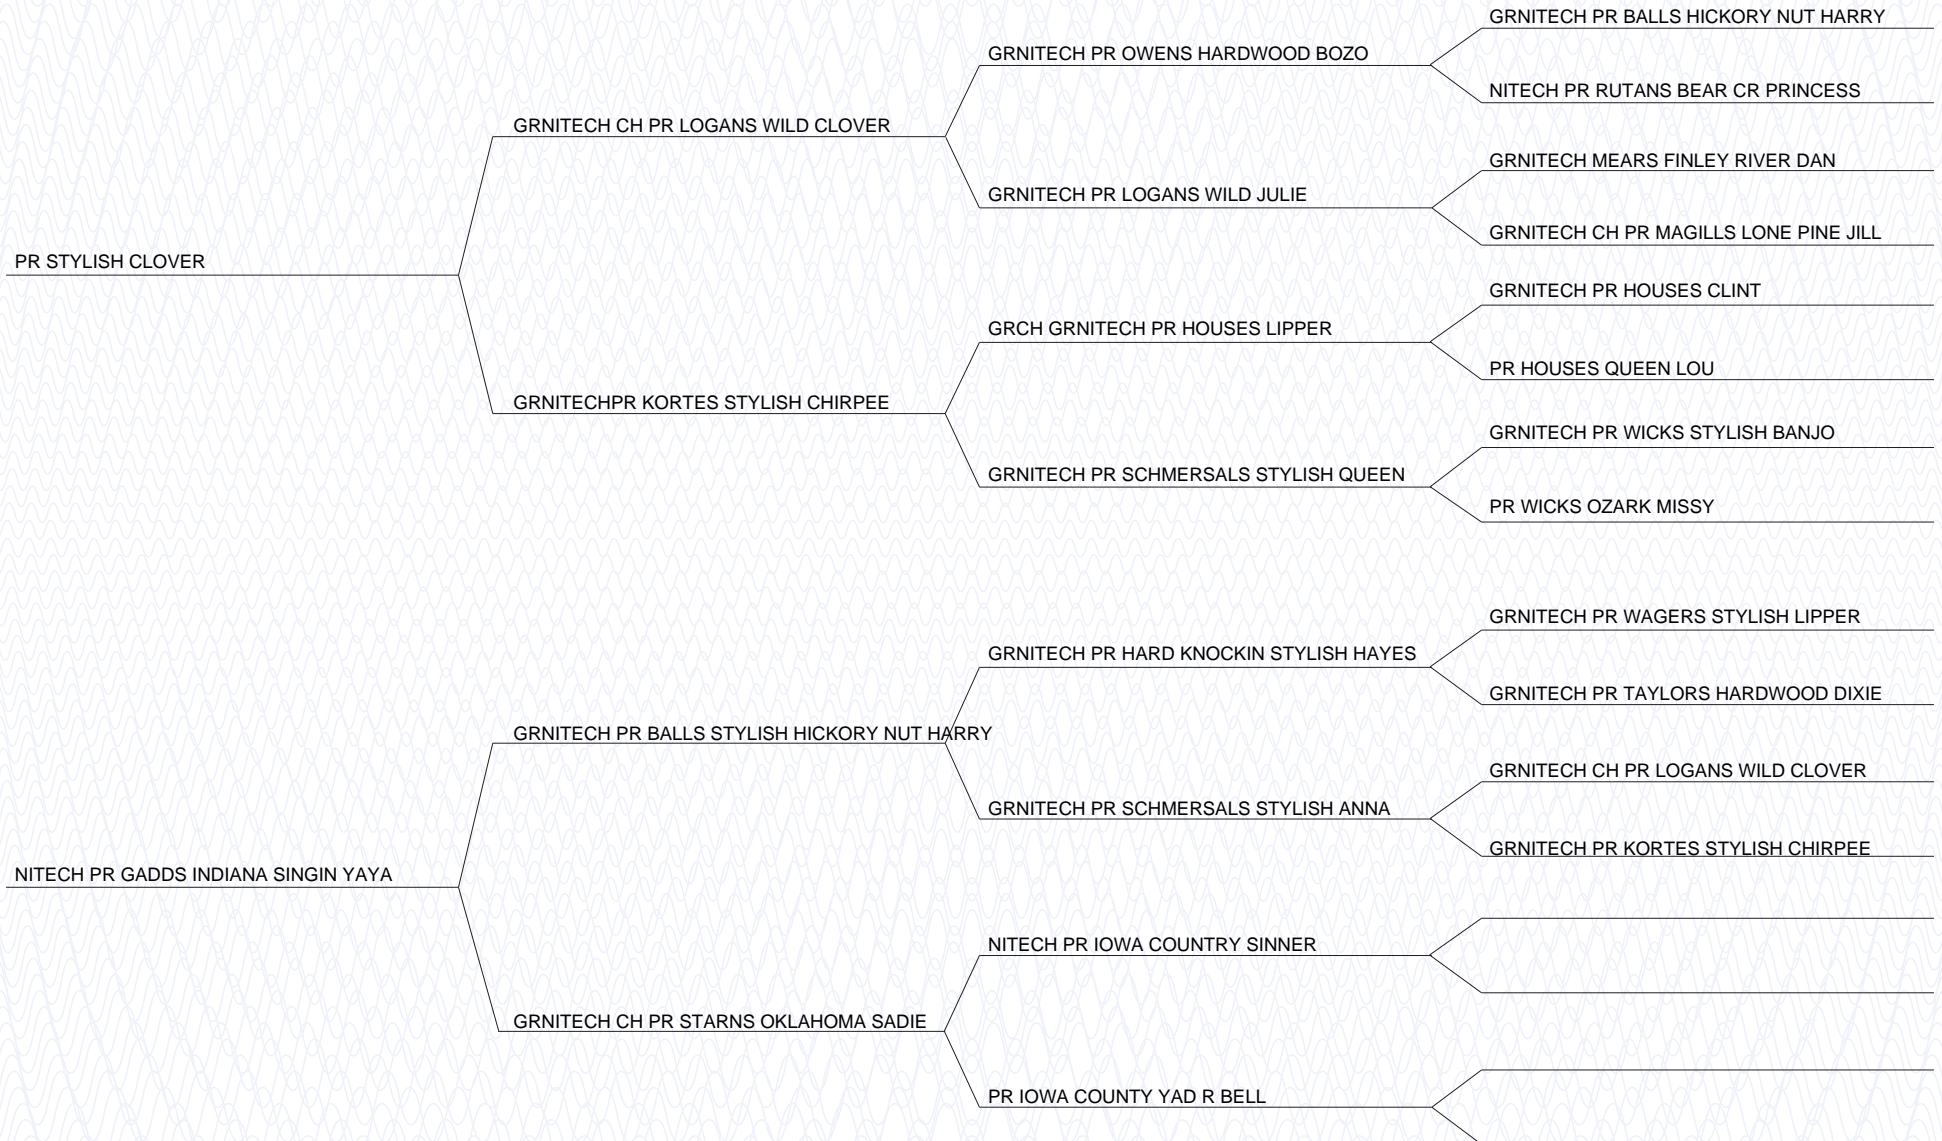 GRNITECH PR BALLS HICKORY NUT HARRY
GRNITECH PR OWENS HARDWOOD BOZO
NITECH PR RUTANS BEAR CR PRINCESS
GRNITECH CH PR LOGANS WILD CLOVER
GRNITECH MEARS FINLEY RIVER DAN
GRNITECH PR LOGANS WILD JULIE
GRNITECH CH PR MAGILLS LONE PINE JILL
PR STYLISH CLOVER
GRNITECH PR HOUSES CLINT
GRCH GRNITECH PR HOUSES LIPPER
PR HOUSES QUEEN LOU
GRNITECHPR KORTES STYLISH CHIRPEE
GRNITECH PR WICKS STYLISH BANJO
GRNITECH PR SCHMERSALS STYLISH QUEEN
PR WICKS OZARK MISSY
GRNITECH PR WAGERS STYLISH LIPPER
GRNITECH PR HARD KNOCKIN STYLISH HAYES
GRNITECH PR TAYLORS HARDWOOD DIXIE
GRNITECH PR BALLS STYLISH HICKORY NUT HARRY
GRNITECH CH PR LOGANS WILD CLOVER
GRNITECH PR SCHMERSALS STYLISH ANNA
GRNITECH PR KORTES STYLISH CHIRPEE
NITECH PR GADDS INDIANA SINGIN YAYA
NITECH PR IOWA COUNTRY SINNER
GRNITECH CH PR STARNS OKLAHOMA SADIE
PR IOWA COUNTY YAD R BELL